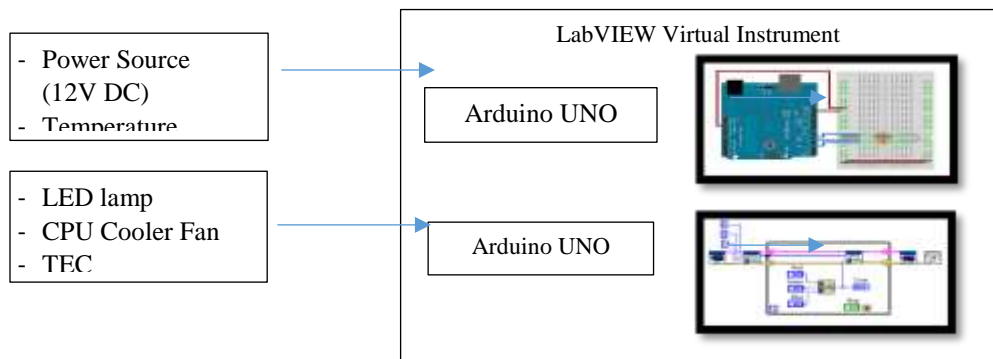 LabVIEW Virtual Instrument
- Power Source
(12V DC)
- Temperature
Arduino UNO
- LED lamp
- CPU Cooler Fan
- TEC
Arduino UNO